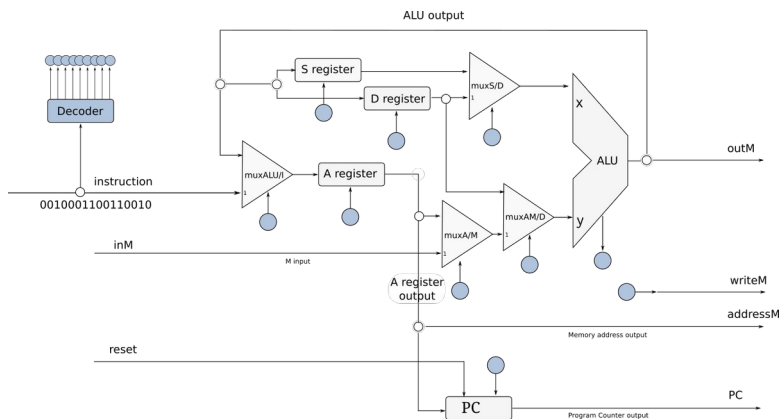 ALU output
S register
muxS/D
1
Decoder
D register
x
ALU
outM
instruction
muxALU/I
1
A register
0010001100110010
muxAM/D
1
y
muxA/M
1
inM
M input
A register
output
writeM
addressM
Memory address output
reset
PC
PC
Program Counter output